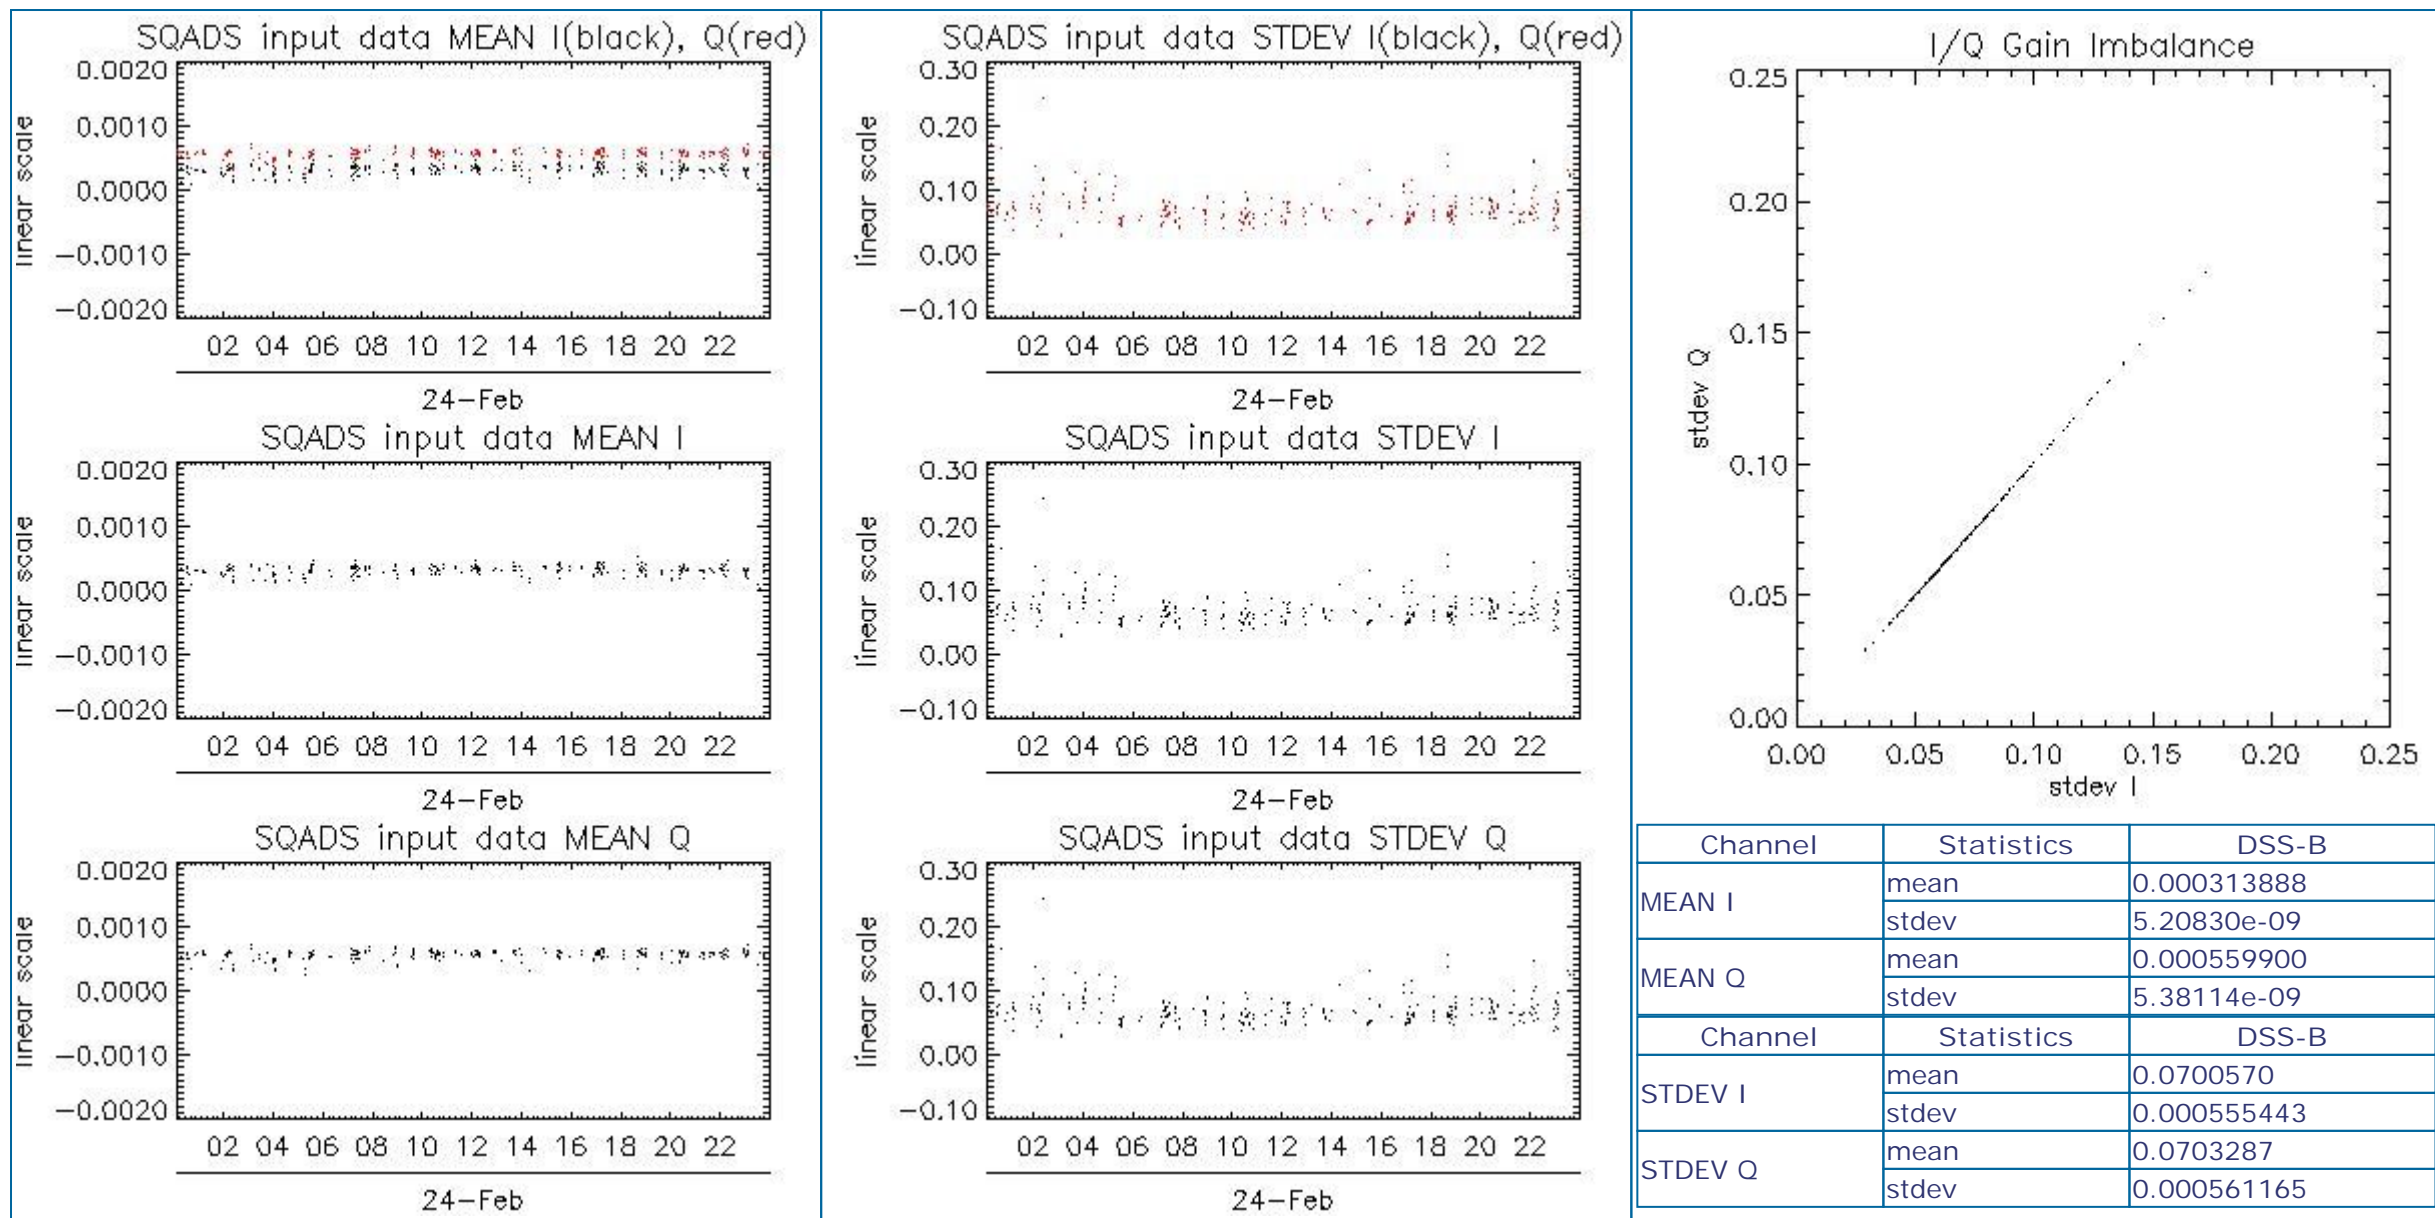 SQADS input data MEAN I(black), Q(red)
0.0020
0.0010
0.0000
−0.0010
−0.0020
linear scale
02 04 06 08 10 12 14 16 18 20 22
24−Feb
SQADS input data MEAN I
0.0020
0.0010
0.0000
−0.0010
−0.0020
linear scale
02 04 06 08 10 12 14 16 18 20 22
24−Feb
SQADS input data MEAN Q
0.0020
0.0010
0.0000
−0.0010
−0.0020
linear scale
02 04 06 08 10 12 14 16 18 20 22
24−Feb
SQADS input data STDEV I(black), Q(red)
0.30
0.20
0.10
0.00
−0.10
linear scale
02 04 06 08 10 12 14 16 18 20 22
24−Feb
SQADS input data STDEV I
0.30
0.20
0.10
0.00
−0.10
linear scale
02 04 06 08 10 12 14 16 18 20 22
24−Feb
SQADS input data STDEV Q
0.30
0.20
0.10
0.00
−0.10
linear scale
02 04 06 08 10 12 14 16 18 20 22
24−Feb
I/Q Gain Imbalance
0.25
0.20
0.15
0.10
0.05
0.00
stdev Q
0.00 0.05 0.10 0.15 0.20 0.25
stdev I
Channel Statistics DSS-B
MEAN I mean 0.000313888
stdev 5.20830e-09
MEAN Q mean 0.000559900
stdev 5.38114e-09
Channel Statistics DSS-B
STDEV I mean 0.0700570
stdev 0.000555443
STDEV Q mean 0.0703287
stdev 0.000561165